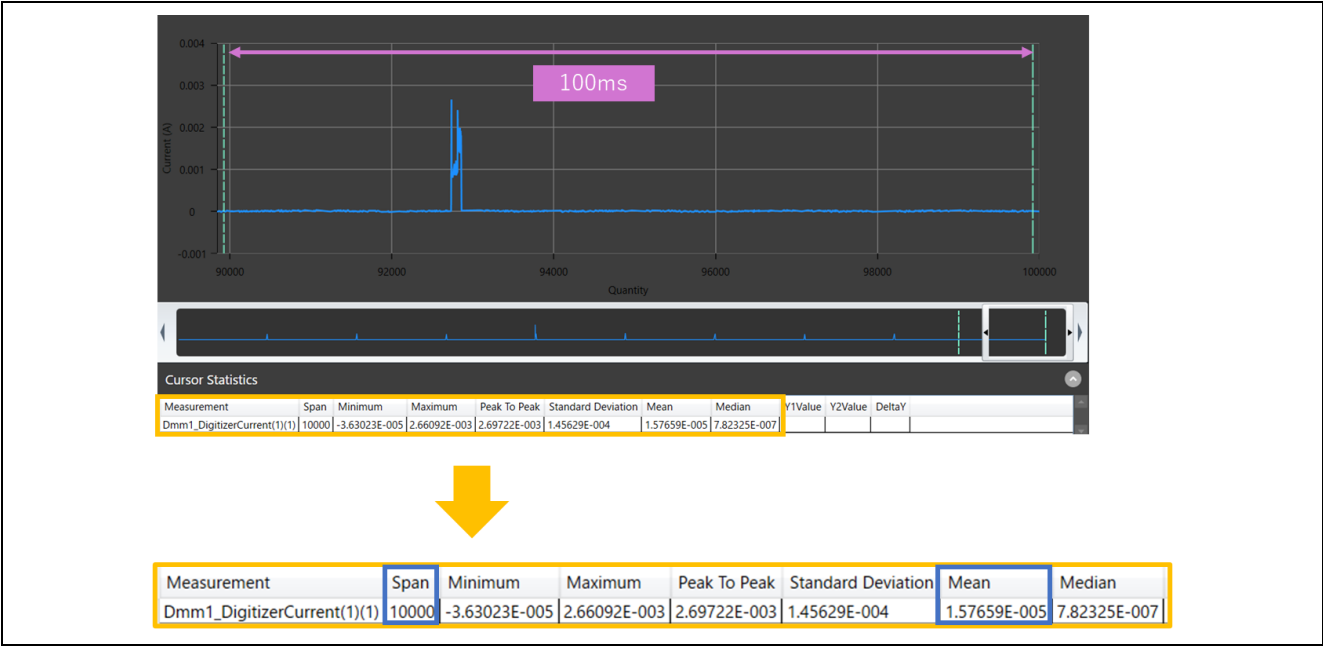 0.004
100ms
0.003
0.002
Current (A)
0.001
0
-0.001
90000 92000 94000 96000 98000 100000
Quantity
Cursor Statistics
Measurement Span Minimum Maximum Peak To Peak Standard Deviation Mean Median Y1Value Y2Value DeltaY
Dmm1_DigitizerCurrent(1)(1) 10000 -3.63023E-005 2.66092E-003 2.69722E-003 1.45629E-004 1.57659E-005 7.82325E-007
Measurement Span Minimum Maximum Peak To Peak Standard Deviation Mean Median
Dmm1_DigitizerCurrent(1)(1) 10000 -3.63023E-005 2.66092E-003 2.69722E-003 1.45629E-004 1.57659E-005 7.82325E-007